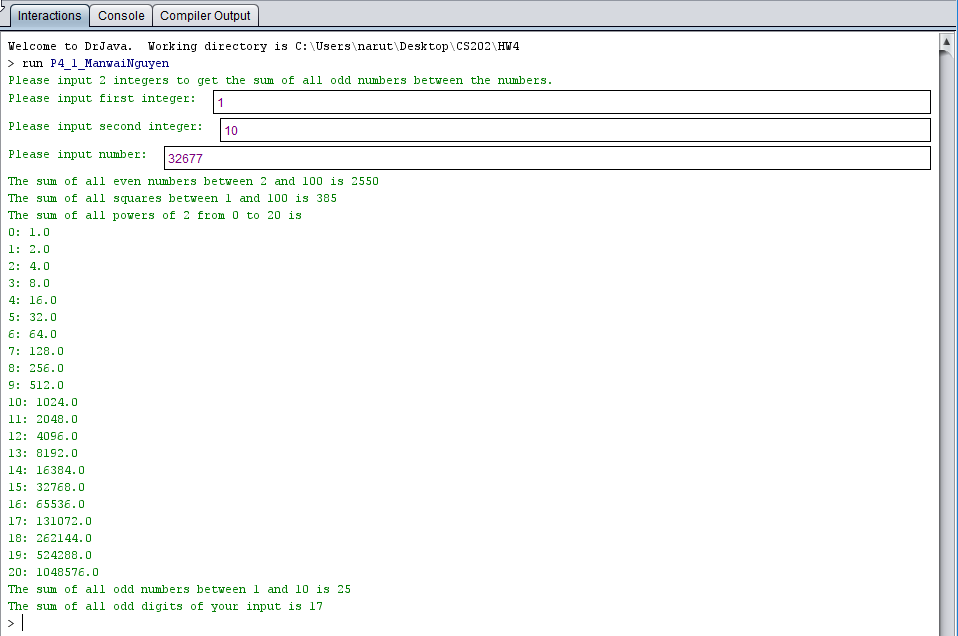 Interactions Console Compiler Output
Welcome to DrJava.  Working directory is C:\Users\narut\Desktop\CS202\HW4
> run P4_1_ManwaiNguyen
Please input 2 integers to get the sum of all odd numbers between the numbers.
Please input first integer: 1
Please input second integer: 10
Please input number: 32677
The sum of all even numbers between 2 and 100 is 2550
The sum of all squares between 1 and 100 is 385
The sum of all powers of 2 from 0 to 20 is
0: 1.0
1: 2.0
2: 4.0
3: 8.0
4: 16.0
5: 32.0
6: 64.0
7: 128.0
8: 256.0
9: 512.0
10: 1024.0
11: 2048.0
12: 4096.0
13: 8192.0
14: 16384.0
15: 32768.0
16: 65536.0
17: 131072.0
18: 262144.0
19: 524288.0
20: 1048576.0
The sum of all odd numbers between 1 and 10 is 25
The sum of all odd digits of your input is 17
>